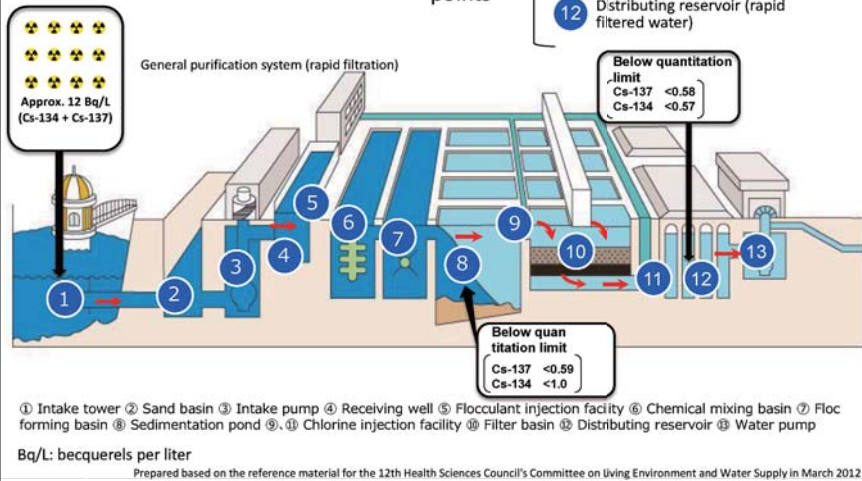 points
⑫ Distributing reservoir (rapid
filtered water)
Approx. 12 Bq/L
(Cs-134 + Cs-137)
General purification system (rapid filtration)
Below quantitation
limit
Cs-137 <0.58
Cs-134 <0.57
1
2
3
4
5
6
7
8
9
10
11
12
13
Below quan
titation limit
Cs-137 <0.59
Cs-134 <1.0
① Intake tower ② Sand basin ③ Intake pump ④ Receiving well ⑤ Flocculant injection facility ⑥ Chemical mixing basin ⑦ Floc
forming basin ⑧ Sedimentation pond ⑨、⑪ Chlorine injection facility ⑩ Filter basin ⑫ Distributing reservoir ⑬ Water pump
Bq/L: becquerels per liter
Prepared based on the reference material for the 12th Health Sciences Council's Committee on Living Environment and Water Supply in March 2012